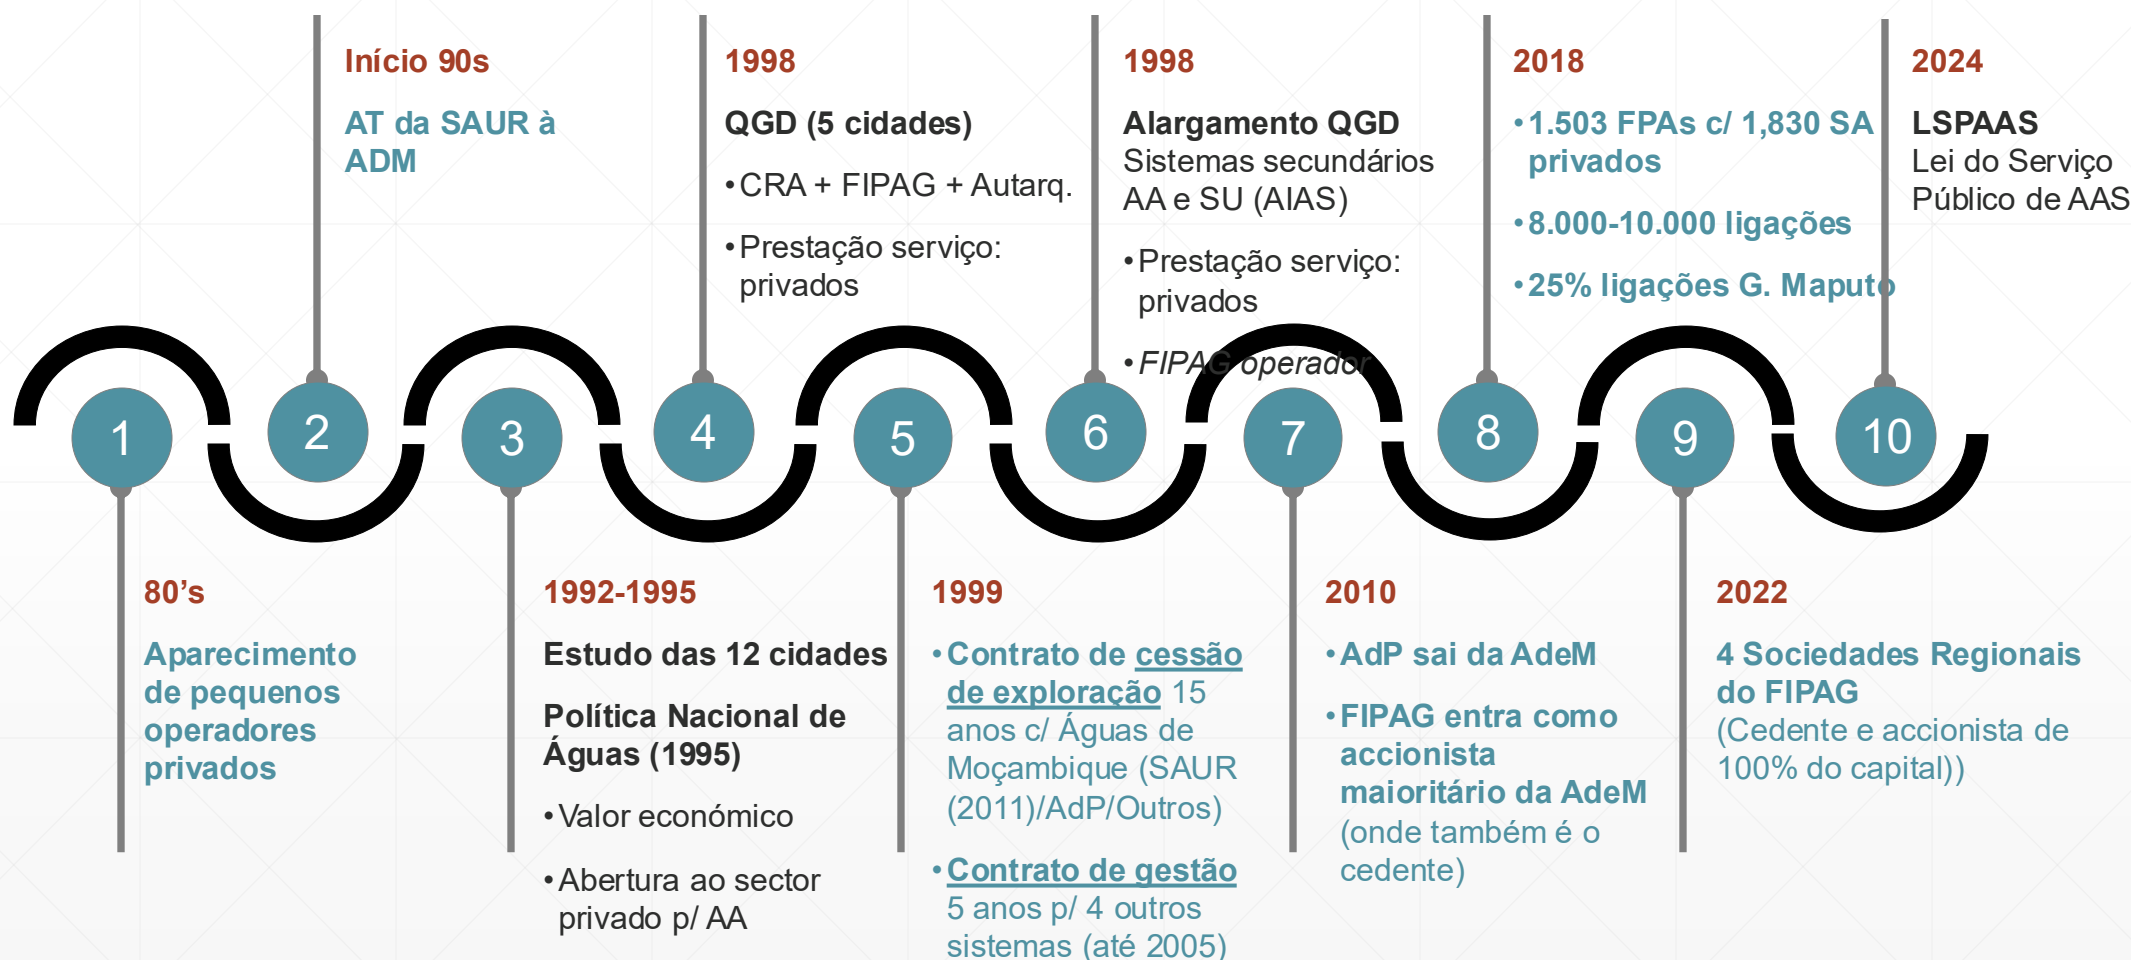 Início 90s
AT da SAUR à
ADM
1998
QGD (5 cidades)
•CRA + FIPAG + Autarq.
•Prestação serviço:
privados
1998
Alargamento QGD
Sistemas secundários
AA e SU (AIAS)
•Prestação serviço:
privados
•FIPAG operador
2018
•1.503 FPAs c/ 1,830 SA
privados
•8.000-10.000 ligações
•25% ligações G. Maputo
2024
LSPAAS
Lei do Serviço
Público de AAS
1
2
3
4
5
6
7
8
9
10
80’s
Aparecimento
de pequenos
operadores
privados
1992-1995
Estudo das 12 cidades
Política Nacional de
Águas (1995)
•Valor económico
•Abertura ao sector
privado p/ AA
1999
•Contrato de cessão
de exploração 15
anos c/ Águas de
Moçambique (SAUR
(2011)/AdP/Outros)
•Contrato de gestão
5 anos p/ 4 outros
sistemas (até 2005)
2010
•AdP sai da AdeM
•FIPAG entra como
accionista
maioritário da AdeM
(onde também é o
cedente)
2022
4 Sociedades Regionais
do FIPAG
(Cedente e accionista de
100% do capital))